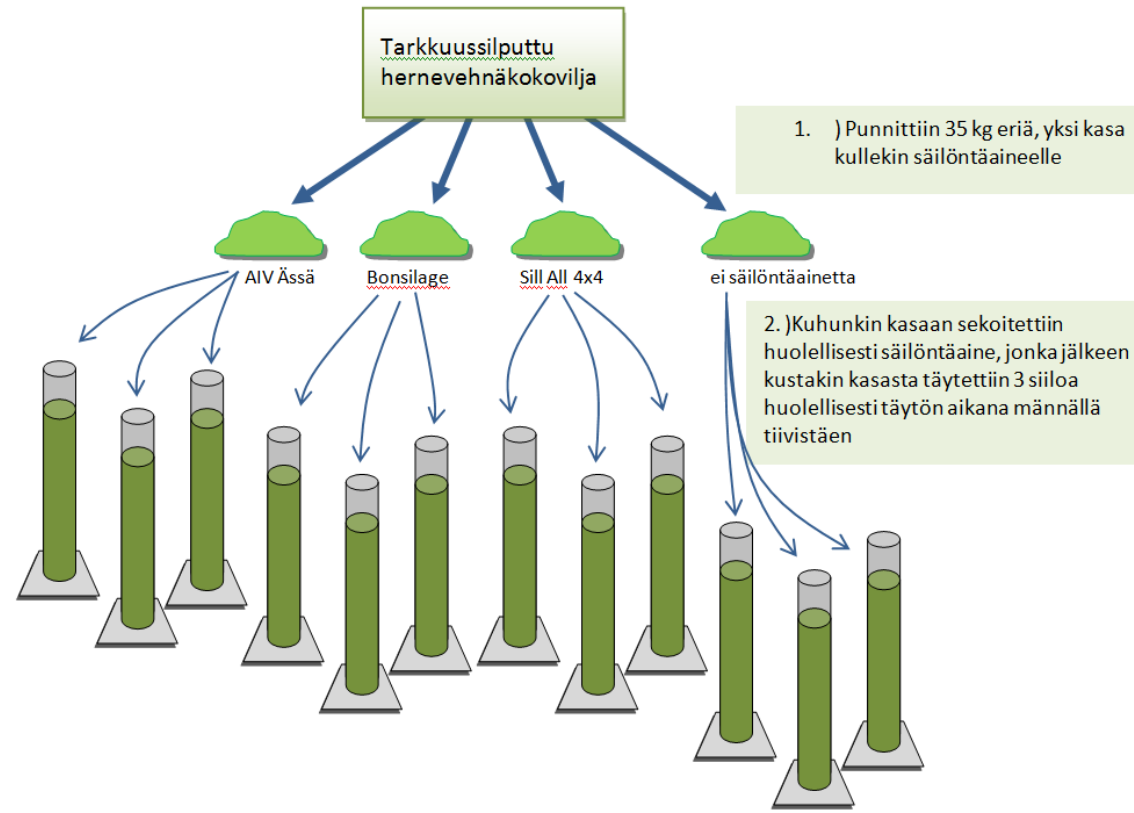 Tarkkuussilputtu
hernevehnäkokovilja
1. ) Punnittiin 35 kg eriä, yksi kasa
kullekin säilöntäaineelle
AIV Ässä
Bonsilage
Sill All 4x4
ei säilöntäainetta
2. )Kuhunkin kasaan sekoitettiin
huolellisesti säilöntäaine, jonka jälkeen
kustakin kasasta täytettiin 3 siiloa
huolellisesti täytön aikana männällä
tiivistäen